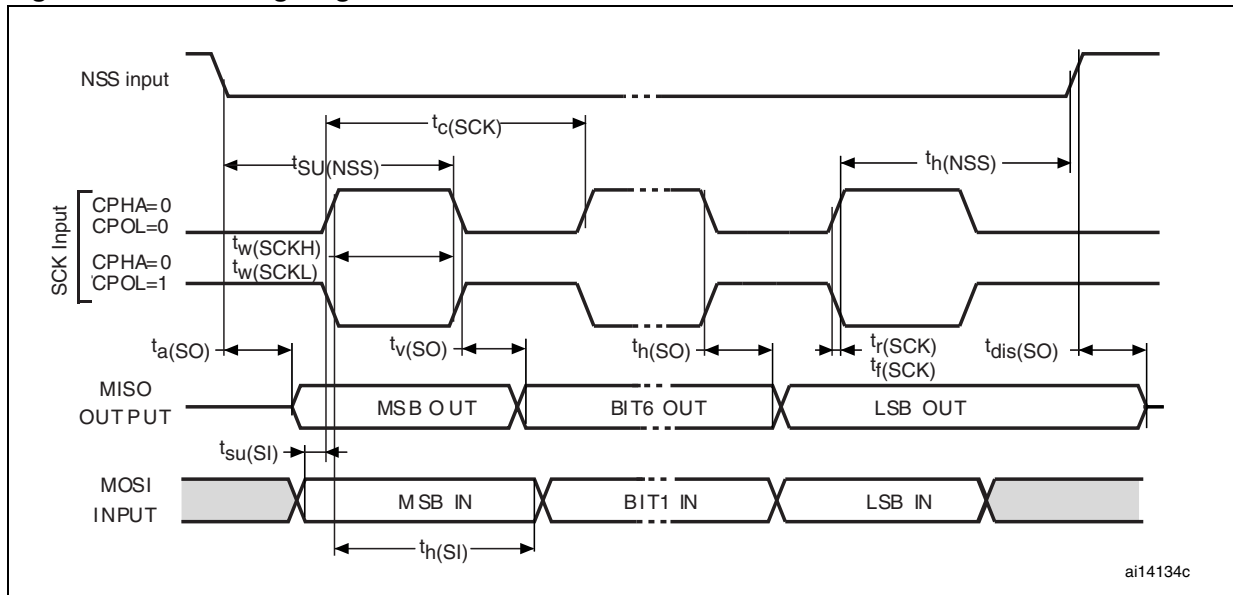 NSS input
tc(SCK)
tSU(NSS)
th(NSS)
SCK Input
CPHA=0
CPOL=0
tw(SCKH)
tw(SCKL)
CPHA=0
CPOL=1
ta(SO)
tv(SO)
th(SO)
tr(SCK)
tf(SCK)
tdis(SO)
MISO
OUTPUT
MSB OUT
BIT6 OUT
LSB OUT
tsu(SI)
MOSI
INPUT
MSB IN
BIT1 IN
LSB IN
th(SI)
ai14134c